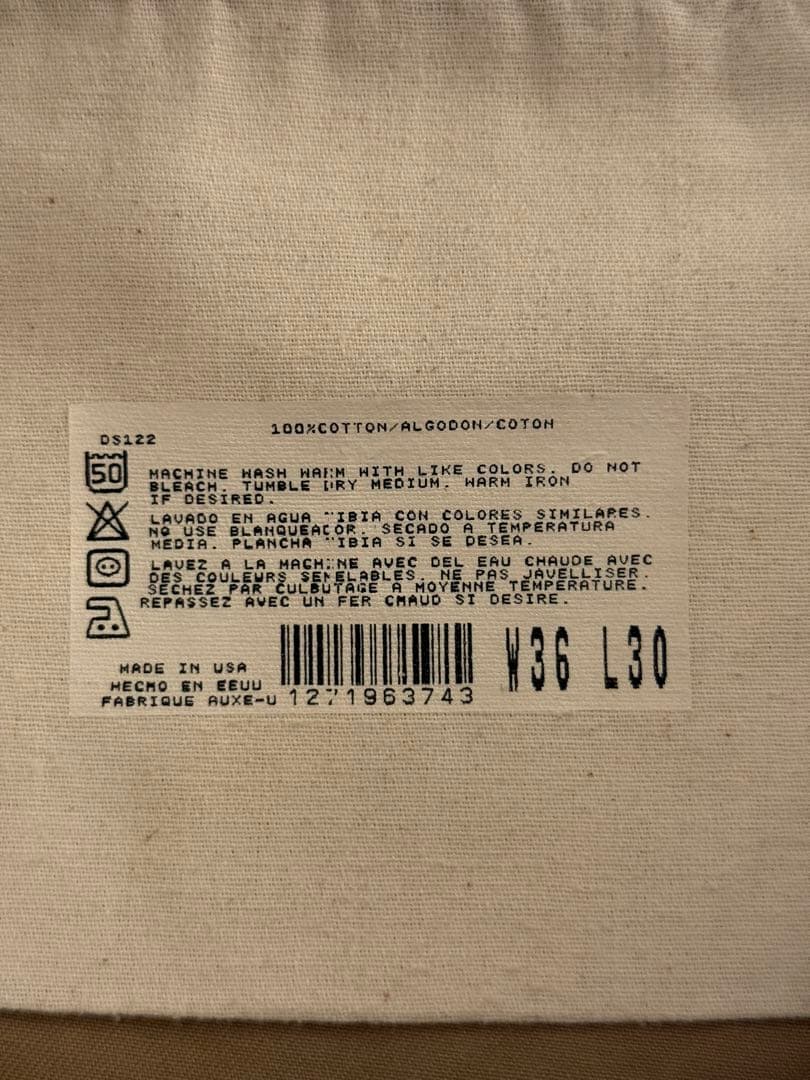 100%COTTON/ALGODON/COTON
DS122
50
MACHINE WASH WARM WITH LIKE COLORS. DO NOT
BLEACH. TUMBLE DRY MEDIUM. WARM IRON
IF DESIRED.
LAVADO EN AGUA TIBIA CON COLORES SIMILARES.
NO USE BLANQUEADOR. SECADO A TEMPERATURA
MEDIA. PLANCHA TIBIA SI SE DESEA.
LAVEZ A LA MACHINE AVEC DEL EAU CHAUDE AVEC
DES COULEURS SEMELABLES. NE PAS JAVELLISER.
SECHEZ PAR CULBUTAGE A MOYENNE TEMPERATURE.
REPASSEZ AVEC UN FER CHAUD SI DESIRE.
MADE IN USA
HECHO EN EEUU
FABRIQUE AUXE-U
1271963743
W36 L30